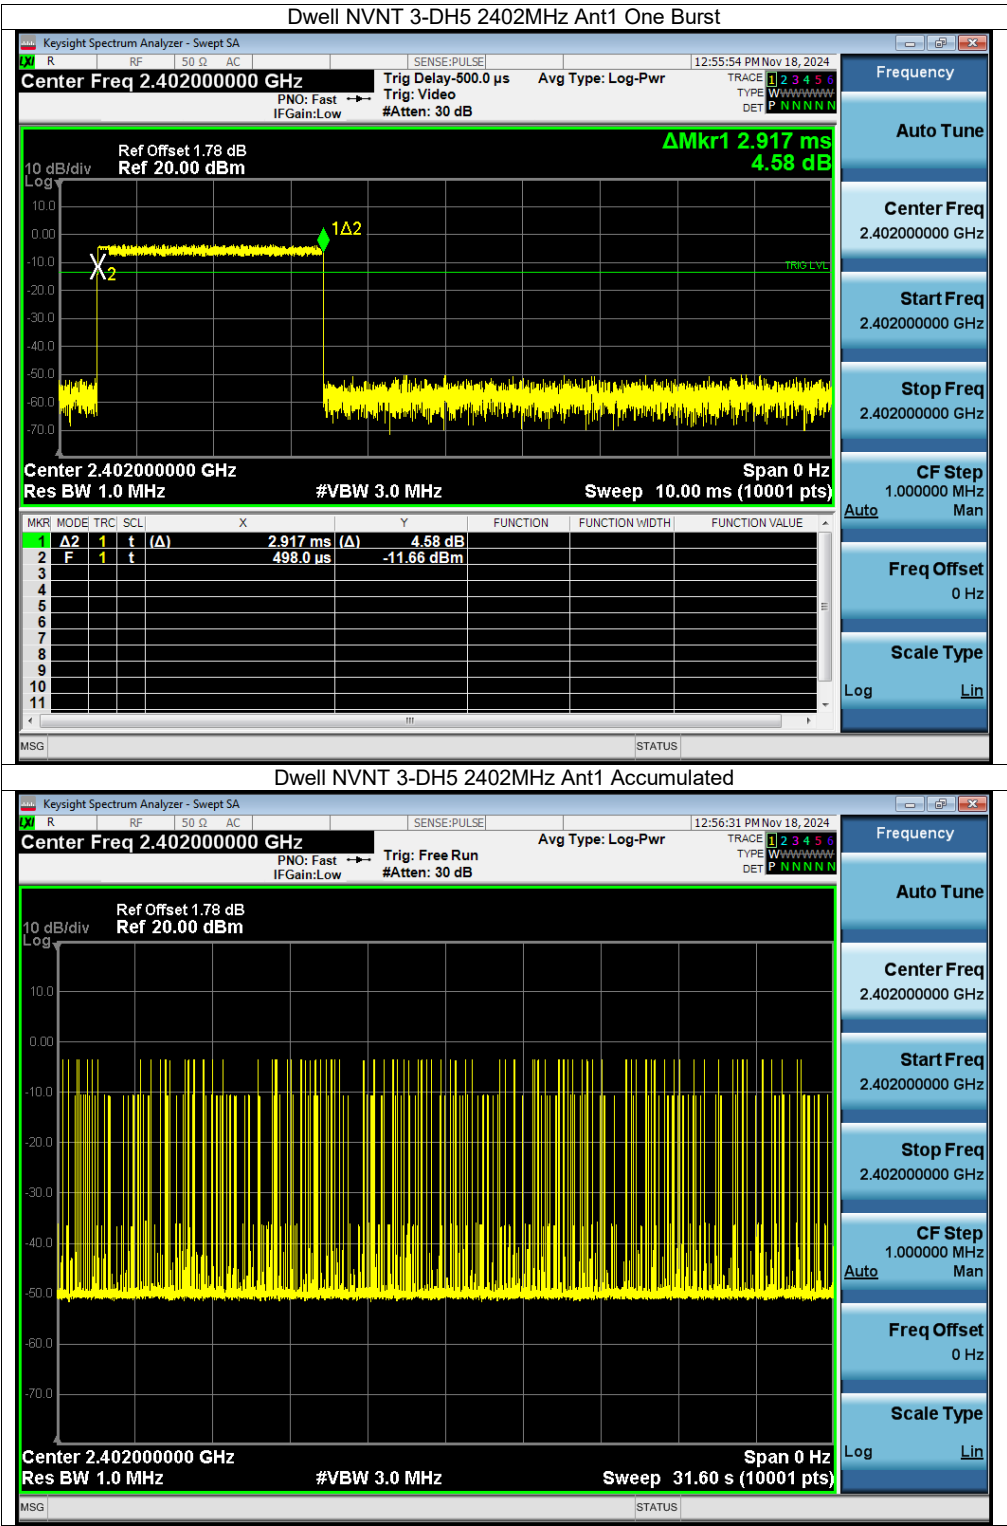 Dwell NVNT 3-DH5 2402MHz Ant1 One Burst
Keysight Spectrum Analyzer - Swept SA
LXI R RF 50 Ω AC SENSE:PULSE 12:55:54 PM Nov 18, 2024
Center Freq 2.402000000 GHz
Trig Delay-500.0 µs Avg Type: Log-Pwr TRACE 1 2 3 4 5 6
PNO: Fast Trig: Video TYPE W W W W W W
IFGain:Low #Atten: 30 dB DET P N N N N N
Frequency
Auto Tune
Center Freq
2.402000000 GHz
Start Freq
2.402000000 GHz
Stop Freq
2.402000000 GHz
CF Step
1.000000 MHz
Auto Man
Freq Offset
0 Hz
Scale Type
Log Lin
ΔMkr1 2.917 ms
4.58 dB
Ref Offset 1.78 dB
10 dB/div Ref 20.00 dBm
Log
10.0
0.00
-10.0
-20.0
-30.0
-40.0
-50.0
-60.0
-70.0
1Δ2
2
TRIG LVL
Center 2.402000000 GHz Span 0 Hz
Res BW 1.0 MHz #VBW 3.0 MHz Sweep 10.00 ms (10001 pts)
MKR MODE TRC SCL X Y FUNCTION FUNCTION WIDTH FUNCTION VALUE
1 Δ2 1 t (Δ) 2.917 ms (Δ) 4.58 dB
2 F 1 t 498.0 µs -11.66 dBm
3
4
5
6
7
8
9
10
11
MSG STATUS
Dwell NVNT 3-DH5 2402MHz Ant1 Accumulated
Keysight Spectrum Analyzer - Swept SA
LXI R RF 50 Ω AC SENSE:PULSE 12:56:31 PM Nov 18, 2024
Center Freq 2.402000000 GHz
Avg Type: Log-Pwr TRACE 1 2 3 4 5 6
PNO: Fast Trig: Free Run TYPE W W W W W W
IFGain:Low #Atten: 30 dB DET P N N N N N
Frequency
Auto Tune
Center Freq
2.402000000 GHz
Start Freq
2.402000000 GHz
Stop Freq
2.402000000 GHz
CF Step
1.000000 MHz
Auto Man
Freq Offset
0 Hz
Scale Type
Log Lin
Ref Offset 1.78 dB
10 dB/div Ref 20.00 dBm
Log
10.0
0.00
-10.0
-20.0
-30.0
-40.0
-50.0
-60.0
-70.0
Center 2.402000000 GHz Span 0 Hz
Res BW 1.0 MHz #VBW 3.0 MHz Sweep 31.60 s (10001 pts)
MSG STATUS